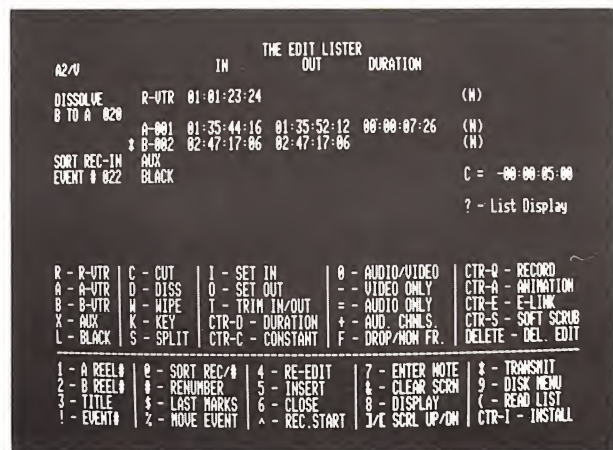 THE EDIT LISTER
A2/V IN OUT DURATION
DISSOLVE R-VTR 01:01:23:24 (N)
B TO A 020
A-001 01:35:44:16 01:35:52:12 00:00:07:26 (N)
* B-002 02:47:17:06 02:47:17:06 (N)
SORT REC-IN AUX
EVENT # 022 BLACK C = -00:00:05:00
? - List Display
R - R-VTR | C - CUT | I - SET IN | 0 - AUDIO/VIDEO | CTR-Q - RECORD
A - A-VTR | D - DISS | O - SET OUT | - - VIDEO ONLY | CTR-A - ANIMATION
B - B-VTR | W - WIPE | T - TRIM IN/OUT | = - AUDIO ONLY | CTR-E - E-LINK
X - AUX | K - KEY | CTR-D - DURATION | + - AUD. CHNLS. | CTR-S - SOFT SCRUB
L - BLACK | S - SPLIT | CTR-C - CONSTANT | F - DROP/NON FR. | DELETE - DEL. EDIT
1 - A REEL# | @ - SORT REC/# | 4 - RE-EDIT | 7 - ENTER NOTE | * - TRANSMIT
2 - B REEL# | # - RENUMBER | 5 - INSERT | & - CLEAR SCRN | 9 - DISK MENU
3 - TITLE | $ - LAST MARKS | 6 - CLOSE | 8 - DISPLAY | ( - READ LIST
! - EVENT# | % - MOVE EVENT | ^ - REC.START | ]/[ SCRL UP/DN | CTR-I - INSTALL